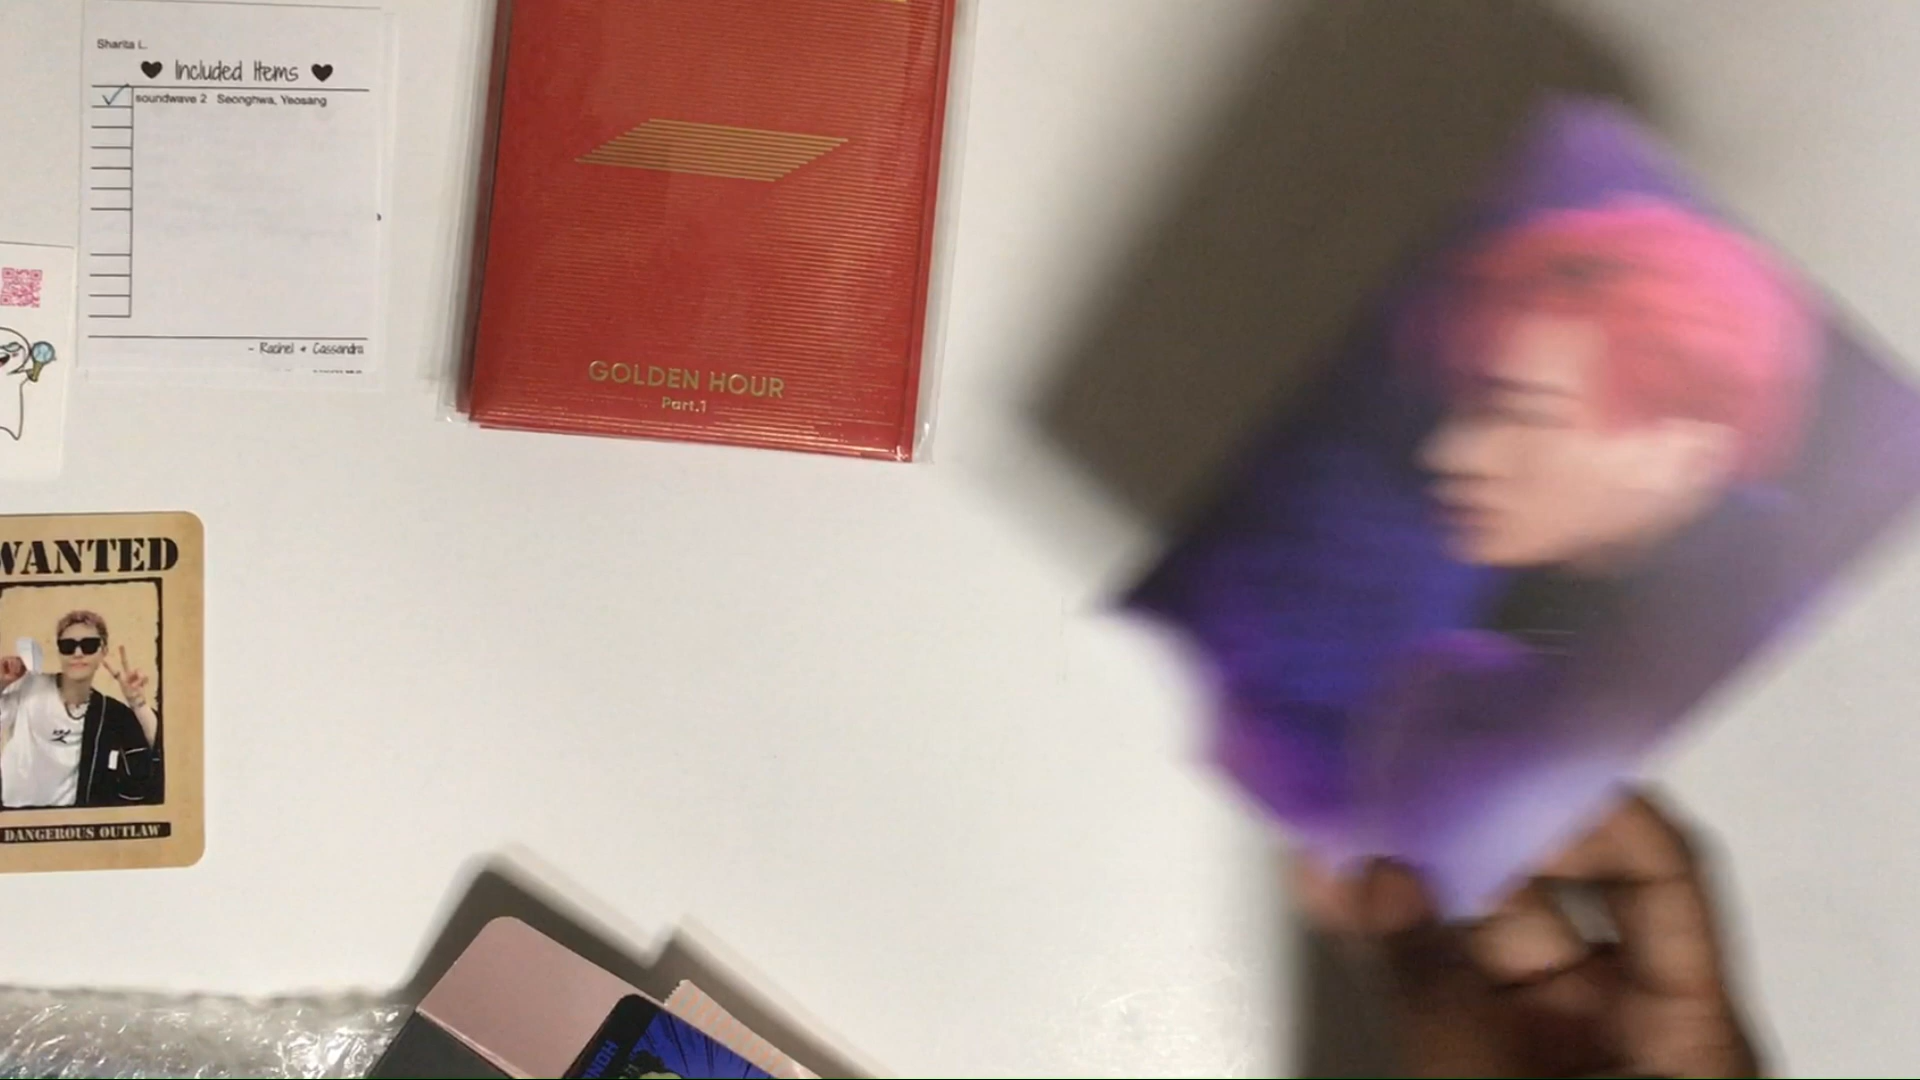 Sharita L.
Included Items
soundwave 2 Seonghwa, Yeosang
- Rachel + Cassandra
GOLDEN HOUR
Part.1
WANTED
DANGEROUS OUTLAW